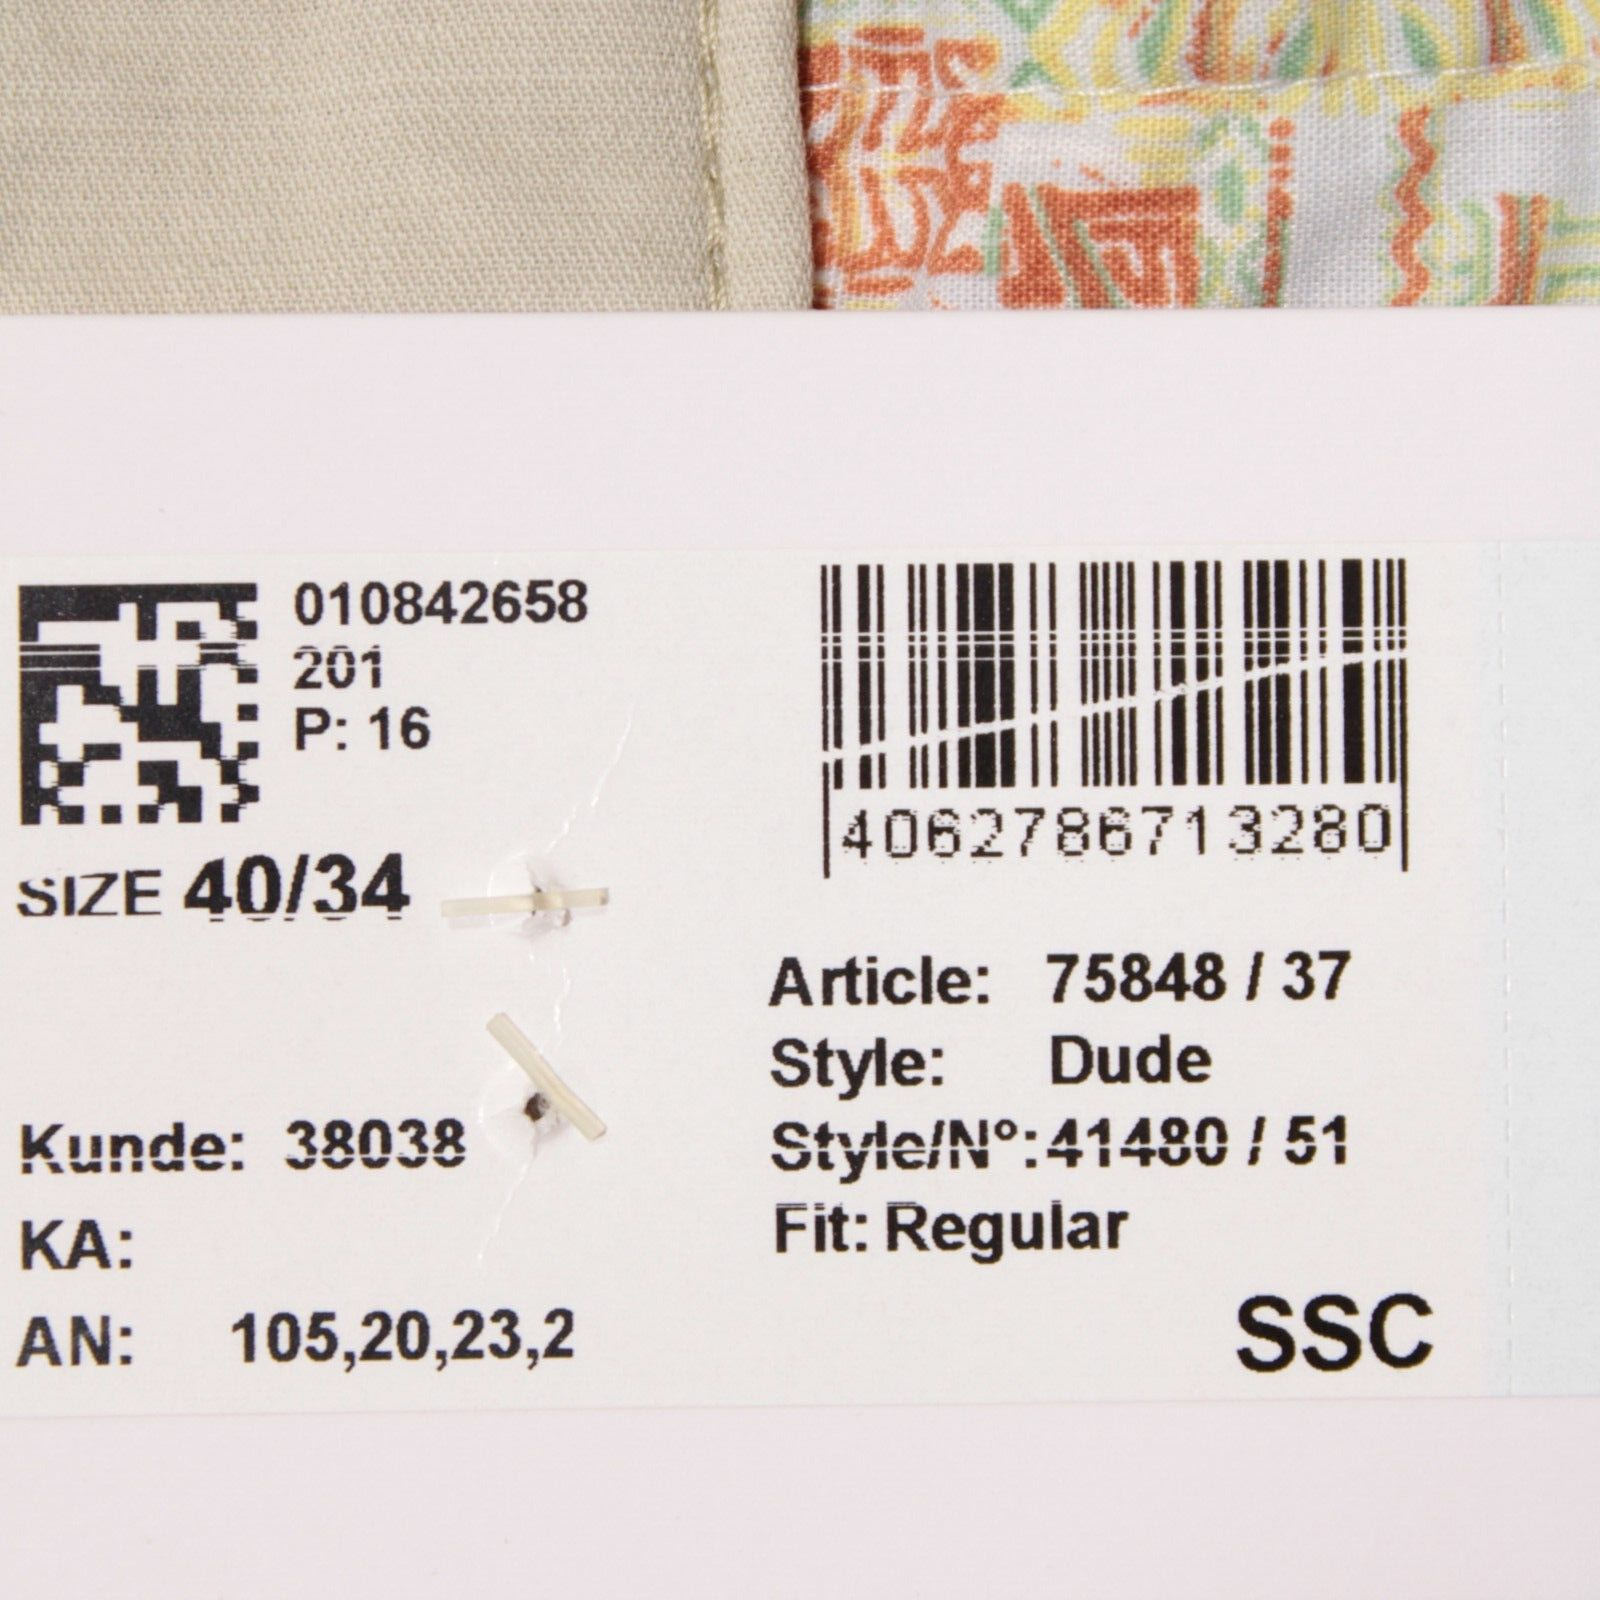 010842658
201
P: 16
SIZE 40/34
Kunde: 38038
KA:
AN: 105,20,23,2
4062786713280
Article: 75848 / 37
Style: Dude
Style/N°: 41480 / 51
Fit: Regular
SSC